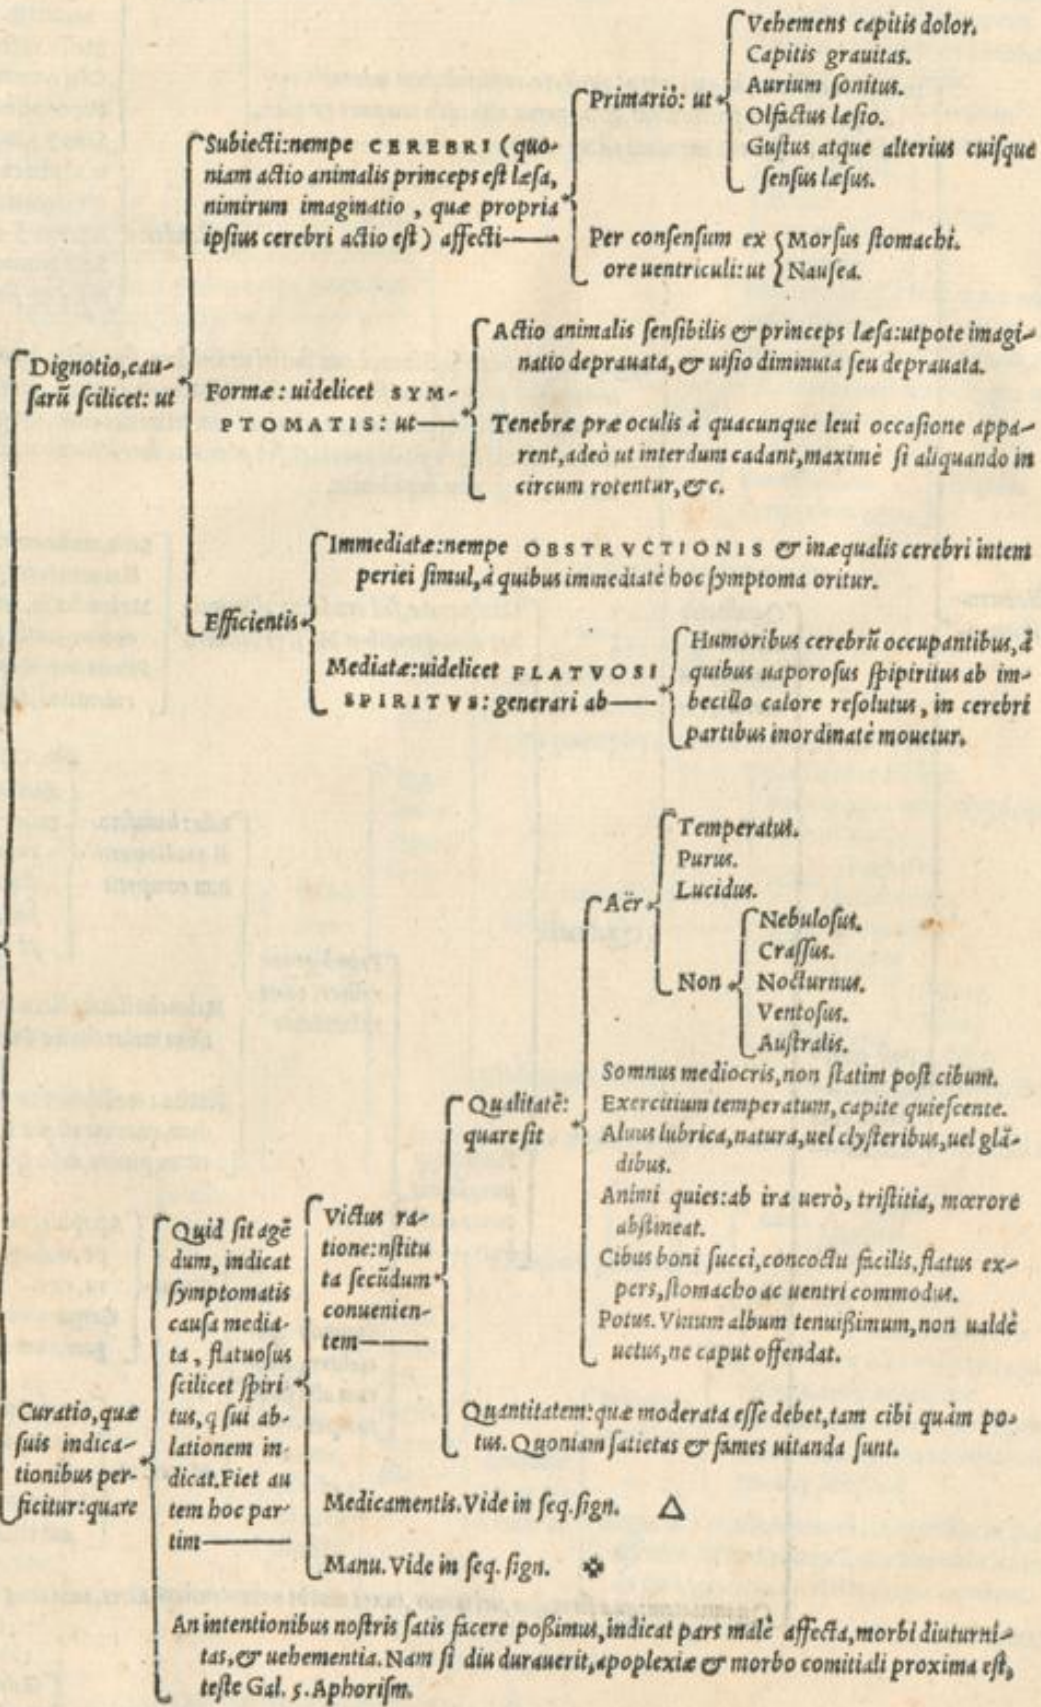 Vehemens capitis dolor.
Capitis grauitas.
Primariò: ut
Aurium ſonitus.
Olfactus læſio.
Guſtus atque alterius cuiſque
ſenſus læſus.
Subiecti:nempe CEREBRI (quo-
niam actio animalis princeps eſt læſa,
nimirum imaginatio, quæ propria
ipſius cerebri actio eſt) affecti
Per conſenſum ex
ore uentriculi: ut
Morſus ſtomachi.
Nauſea.
Dignotio, cau-
ſarū ſcilicet: ut
Formæ: uidelicet SYM-
PTOMATIS: ut
Actio animalis ſenſibilis & princeps læſa:utpote imagi-
natio deprauata, & uiſio diminuta ſeu deprauata.
Tenebræ præ oculis à quacunque leui occaſione appa-
rent, adeò ut interdum cadant, maximè ſi aliquando in
circum rotentur, &c.
Efficientis
Immediatæ:nempe OBSTRVCTIONIS & inæqualis cerebri intem
periei ſimul, à quibus immediatè hoc ſymptoma oritur.
Mediatæ:uidelicet FLATVOSI
SPIRITVS: generari ab
Humoribus cerebrū occupantibus, à
quibus uaporoſus ſpipiritus ab im-
becillo calore reſolutus, in cerebri
partibus inordinatè mouetur.
Curatio, quæ
ſuis indica-
tionibus per-
ficitur: quare
Quid ſit agē
dum, indicat
ſymptomatis
cauſa media-
ta, flatuoſus
ſcilicet ſpiri
tus, q ſui ab-
lationem in-
dicat. Fiet au
tem hoc par-
tim
Victus ra-
tione:nſtitu
ta ſecūdum
conuenien-
tem
Qualitatē:
quare ſit
Aër
Temperatus.
Purus.
Lucidus.
Non
Nebuloſus.
Craſſus.
Nocturnus.
Ventoſus.
Auſtralis.
Somnus mediocris, non ſtatim poſt cibum.
Exercitium temperatum, capite quieſcente.
Aluus lubrica, natura, uel clyſteribus, uel glā-
dibus.
Animi quies: ab ira uerò, triſtitia, mœrore
abſtineat.
Cibus boni ſucci, concoctu facilis. flatus ex-
pers, ſtomacho ac uentri commodus.
Potus. Vinum album tenuiſſimum, non ualdè
uetus, ne caput offendat.
Quantitatem: quæ moderata eſſe debet, tam cibi quàm po-
tus. Quoniam ſatietas & fames uitanda ſunt.
Medicamentis. Vide in ſeq. ſign. △
Manu. Vide in ſeq. ſign. ✤
An intentionibus noſtris ſatis facere poßimus, indicat pars malè affecta, morbi diuturni-
tas, & uehementia. Nam ſi diu durauerit, apoplexiæ & morbo comitiali proxima eſt,
teſte Gal. 5. Aphoriſm.